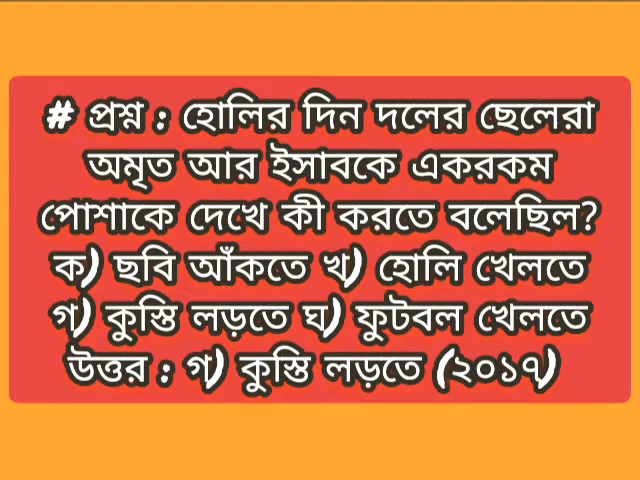 # প্রশ্ন : হোলির দিন দলের ছেলেরা
অমৃত আর ইসাবকে একরকম
পোশাকে দেখে কী করতে বলেছিল?
ক) ছবি আঁকতে খ) হোলি খেলতে
গ) কুস্তি লড়তে ঘ) ফুটবল খেলতে
উত্তর : গ) কুস্তি লড়তে (২০১৭)